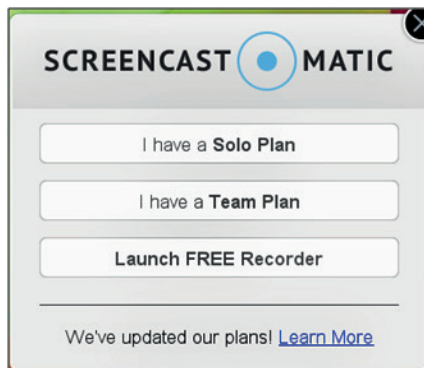 SCREENCAST O MATIC
I have a Solo Plan
I have a Team Plan
Launch FREE Recorder
We've updated our plans! Learn More